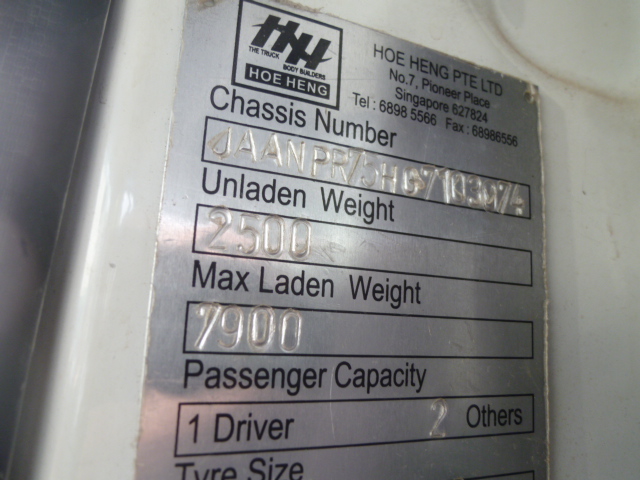 HH
THE TRUCK BODY BUILDERS
HOE HENG
HOE HENG PTE LTD
No.7, Pioneer Place
Singapore 627824
Tel : 6898 5566 Fax : 68986556
Chassis Number
Unladen Weight
2500
Max Laden Weight
7900
Passenger Capacity
1 Driver 2 Others
Tyre Size